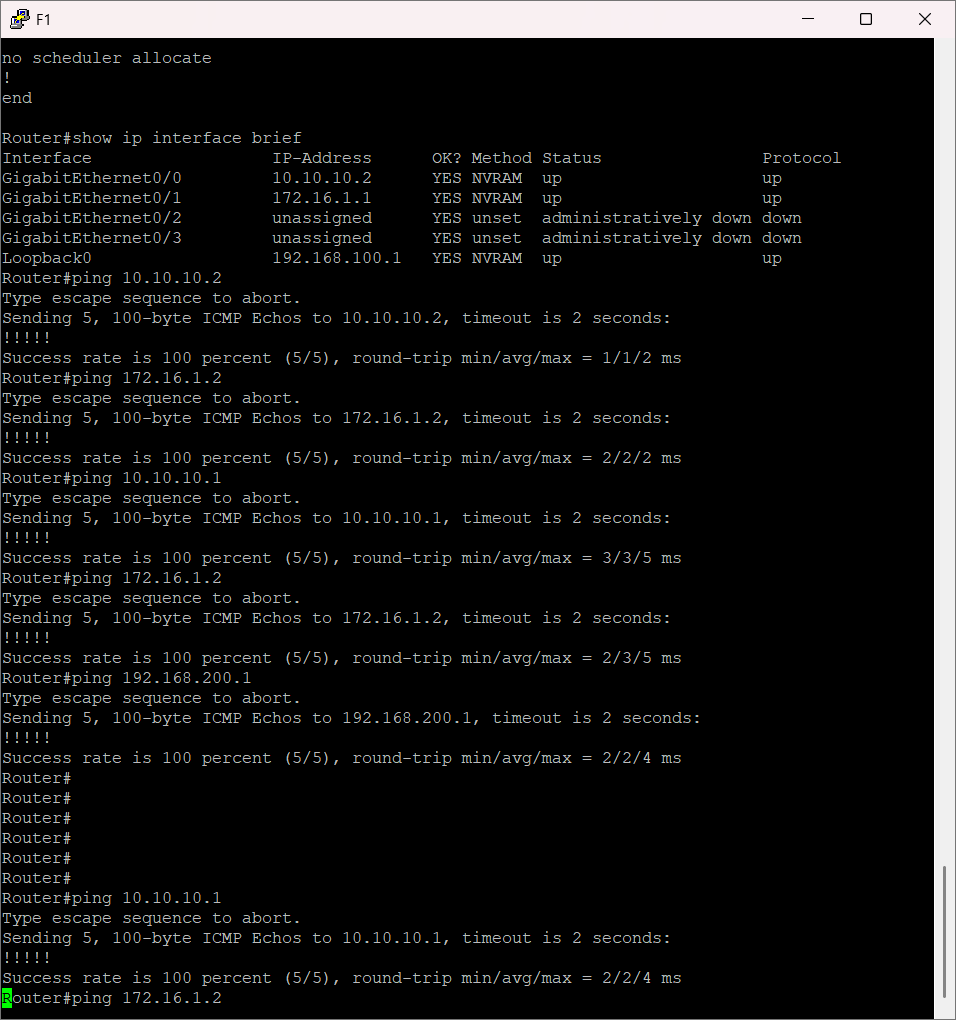 F1
no scheduler allocate
!
end
Router#show ip interface brief
Interface                  IP-Address      OK? Method Status                Protocol
GigabitEthernet0/0         10.10.10.2      YES NVRAM  up                    up
GigabitEthernet0/1         172.16.1.1      YES NVRAM  up                    up
GigabitEthernet0/2         unassigned      YES unset  administratively down down
GigabitEthernet0/3         unassigned      YES unset  administratively down down
Loopback0                  192.168.100.1   YES NVRAM  up                    up
Router#ping 10.10.10.2
Type escape sequence to abort.
Sending 5, 100-byte ICMP Echos to 10.10.10.2, timeout is 2 seconds:
!!!!!
Success rate is 100 percent (5/5), round-trip min/avg/max = 1/1/2 ms
Router#ping 172.16.1.2
Type escape sequence to abort.
Sending 5, 100-byte ICMP Echos to 172.16.1.2, timeout is 2 seconds:
!!!!!
Success rate is 100 percent (5/5), round-trip min/avg/max = 2/2/2 ms
Router#ping 10.10.10.1
Type escape sequence to abort.
Sending 5, 100-byte ICMP Echos to 10.10.10.1, timeout is 2 seconds:
!!!!!
Success rate is 100 percent (5/5), round-trip min/avg/max = 3/3/5 ms
Router#ping 172.16.1.2
Type escape sequence to abort.
Sending 5, 100-byte ICMP Echos to 172.16.1.2, timeout is 2 seconds:
!!!!!
Success rate is 100 percent (5/5), round-trip min/avg/max = 2/3/5 ms
Router#ping 192.168.200.1
Type escape sequence to abort.
Sending 5, 100-byte ICMP Echos to 192.168.200.1, timeout is 2 seconds:
!!!!!
Success rate is 100 percent (5/5), round-trip min/avg/max = 2/2/4 ms
Router#
Router#
Router#
Router#
Router#
Router#
Router#ping 10.10.10.1
Type escape sequence to abort.
Sending 5, 100-byte ICMP Echos to 10.10.10.1, timeout is 2 seconds:
!!!!!
Success rate is 100 percent (5/5), round-trip min/avg/max = 2/2/4 ms
Router#ping 172.16.1.2